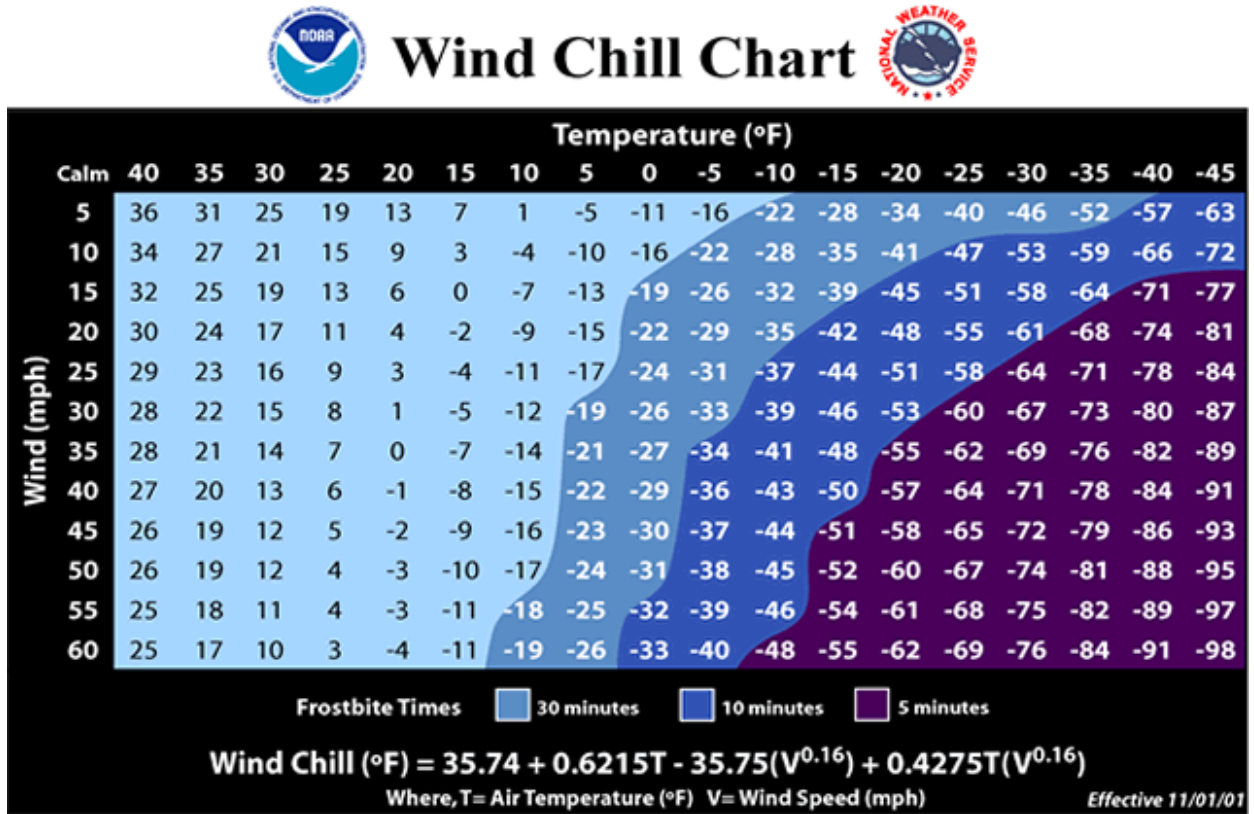 NOAA
Wind Chill Chart
NATIONAL WEATHER SERVICE
Temperature (ºF)
Calm 40 35 30 25 20 15 10 5 0 -5 -10 -15 -20 -25 -30 -35 -40 -45
5 36 31 25 19 13 7 1 -5 -11 -16 -22 -28 -34 -40 -46 -52 -57 -63
10 34 27 21 15 9 3 -4 -10 -16 -22 -28 -35 -41 -47 -53 -59 -66 -72
15 32 25 19 13 6 0 -7 -13 -19 -26 -32 -39 -45 -51 -58 -64 -71 -77
20 30 24 17 11 4 -2 -9 -15 -22 -29 -35 -42 -48 -55 -61 -68 -74 -81
25 29 23 16 9 3 -4 -11 -17 -24 -31 -37 -44 -51 -58 -64 -71 -78 -84
30 28 22 15 8 1 -5 -12 -19 -26 -33 -39 -46 -53 -60 -67 -73 -80 -87
35 28 21 14 7 0 -7 -14 -21 -27 -34 -41 -48 -55 -62 -69 -76 -82 -89
40 27 20 13 6 -1 -8 -15 -22 -29 -36 -43 -50 -57 -64 -71 -78 -84 -91
45 26 19 12 5 -2 -9 -16 -23 -30 -37 -44 -51 -58 -65 -72 -79 -86 -93
50 26 19 12 4 -3 -10 -17 -24 -31 -38 -45 -52 -60 -67 -74 -81 -88 -95
55 25 18 11 4 -3 -11 -18 -25 -32 -39 -46 -54 -61 -68 -75 -82 -89 -97
60 25 17 10 3 -4 -11 -19 -26 -33 -40 -48 -55 -62 -69 -76 -84 -91 -98
Wind (mph)
Frostbite Times 30 minutes 10 minutes 5 minutes
Wind Chill (ºF) = 35.74 + 0.6215T - 35.75(V^0.16) + 0.4275T(V^0.16)
Where, T= Air Temperature (ºF) V= Wind Speed (mph)
Effective 11/01/01